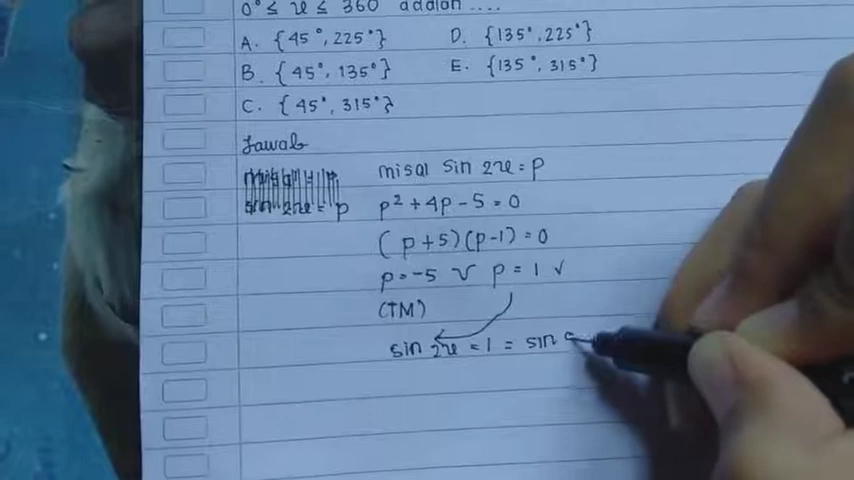 0° ≤ x ≤ 360 adalah ....
A. {45°, 225°} D. {135°, 225°}
B. {45°, 135°} E. {135°, 315°}
C. {45°, 315°}
Jawab
misal sin 2x = p
p² + 4p - 5 = 0
(p+5)(p-1) = 0
p = -5 ∨ p = 1 ✓
(TM)
sin 2x = 1 = sin